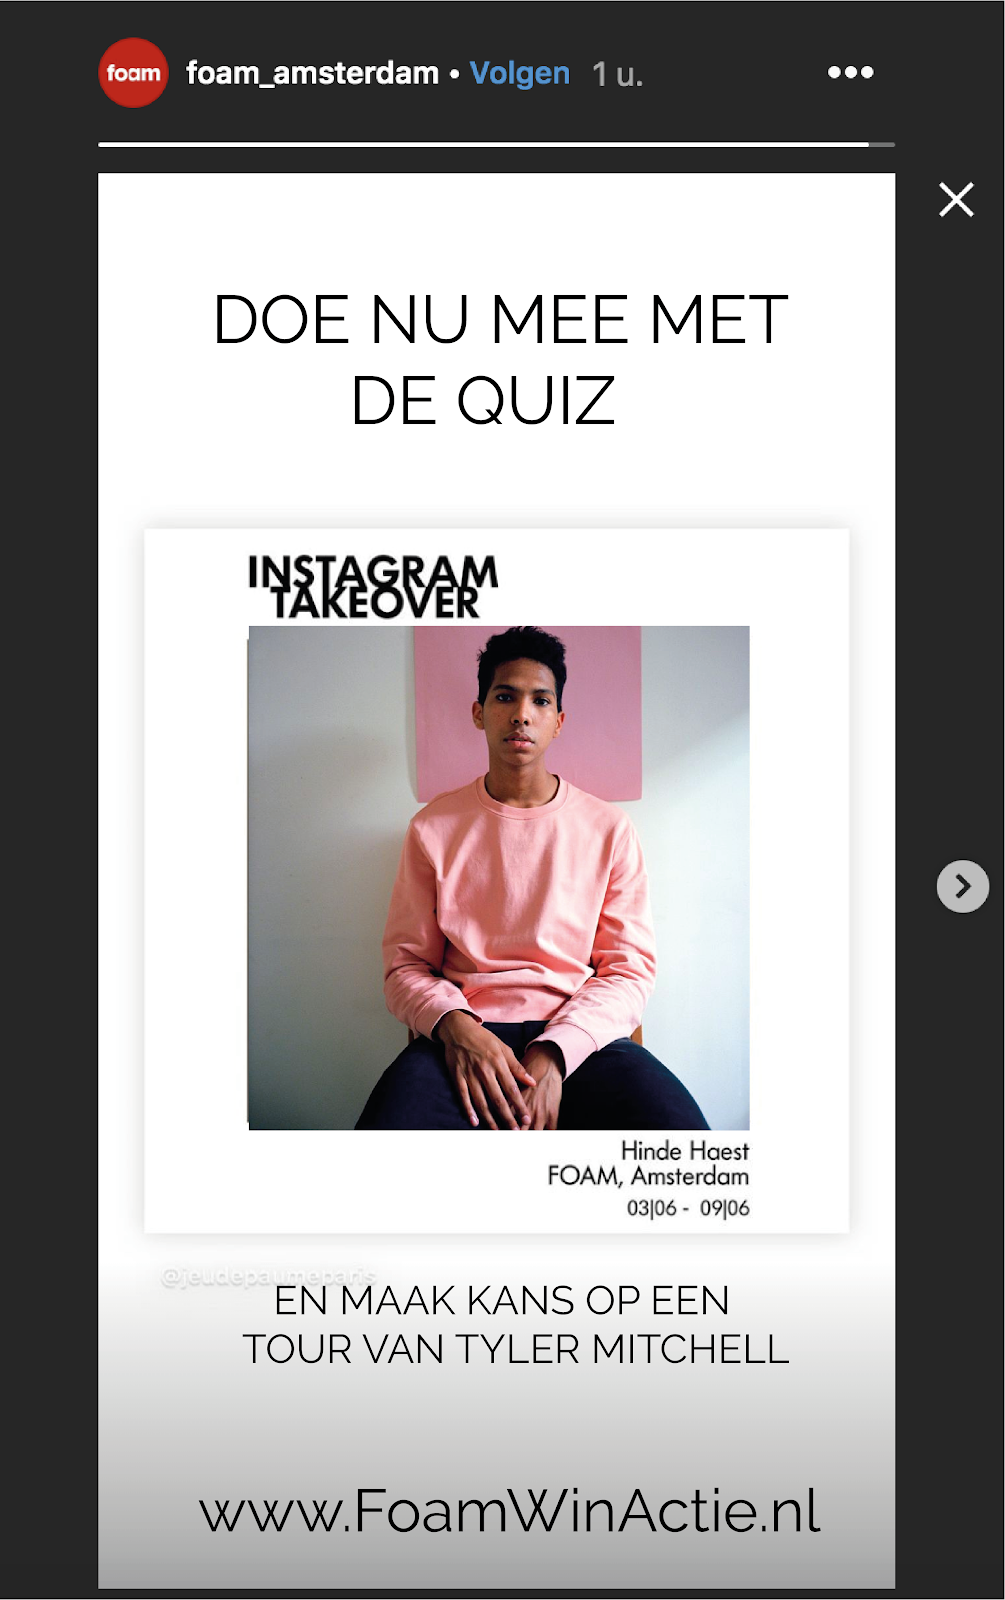 foam
foam_amsterdam • Volgen 1 u.
DOE NU MEE MET
DE QUIZ
INSTAGRAM
TAKEOVER
Hinde Haest
FOAM, Amsterdam
03|06 - 09|06
@jeudepaumeparis
EN MAAK KANS OP EEN
TOUR VAN TYLER MITCHELL
www.FoamWinActie.nl